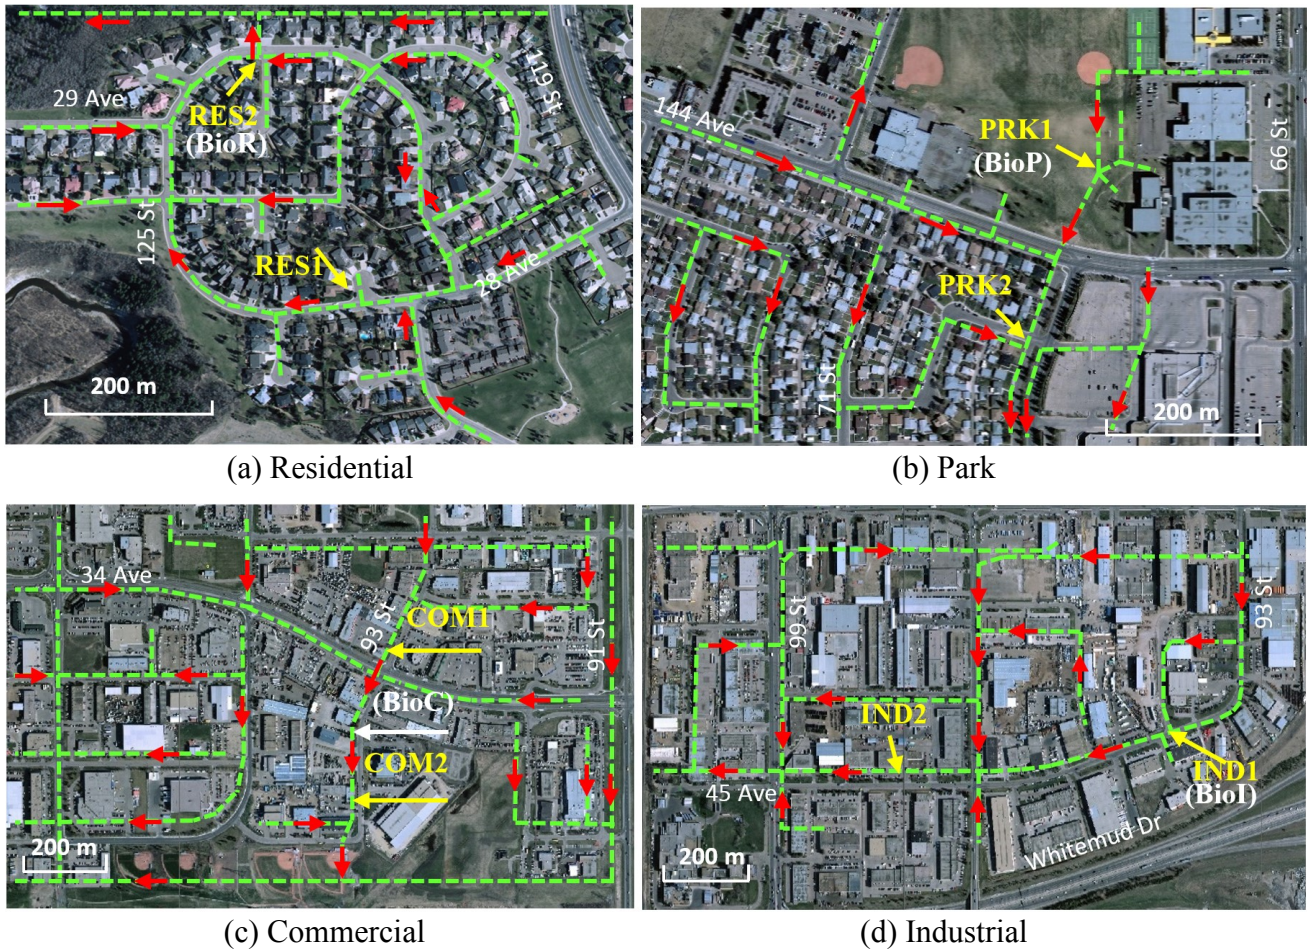 29 Ave
RES2
(BioR)
119 St
125 St
RES1
28 Ave
200 m
(a) Residential
144 Ave
PRK1
(BioP)
66 St
PRK2
71 St
200 m
(b) Park
34 Ave
93 St
COM1
91 St
(BioC)
COM2
200 m
(c) Commercial
99 St
93 St
IND2
IND1
(BioI)
45 Ave
Whitemud Dr
200 m
(d) Industrial